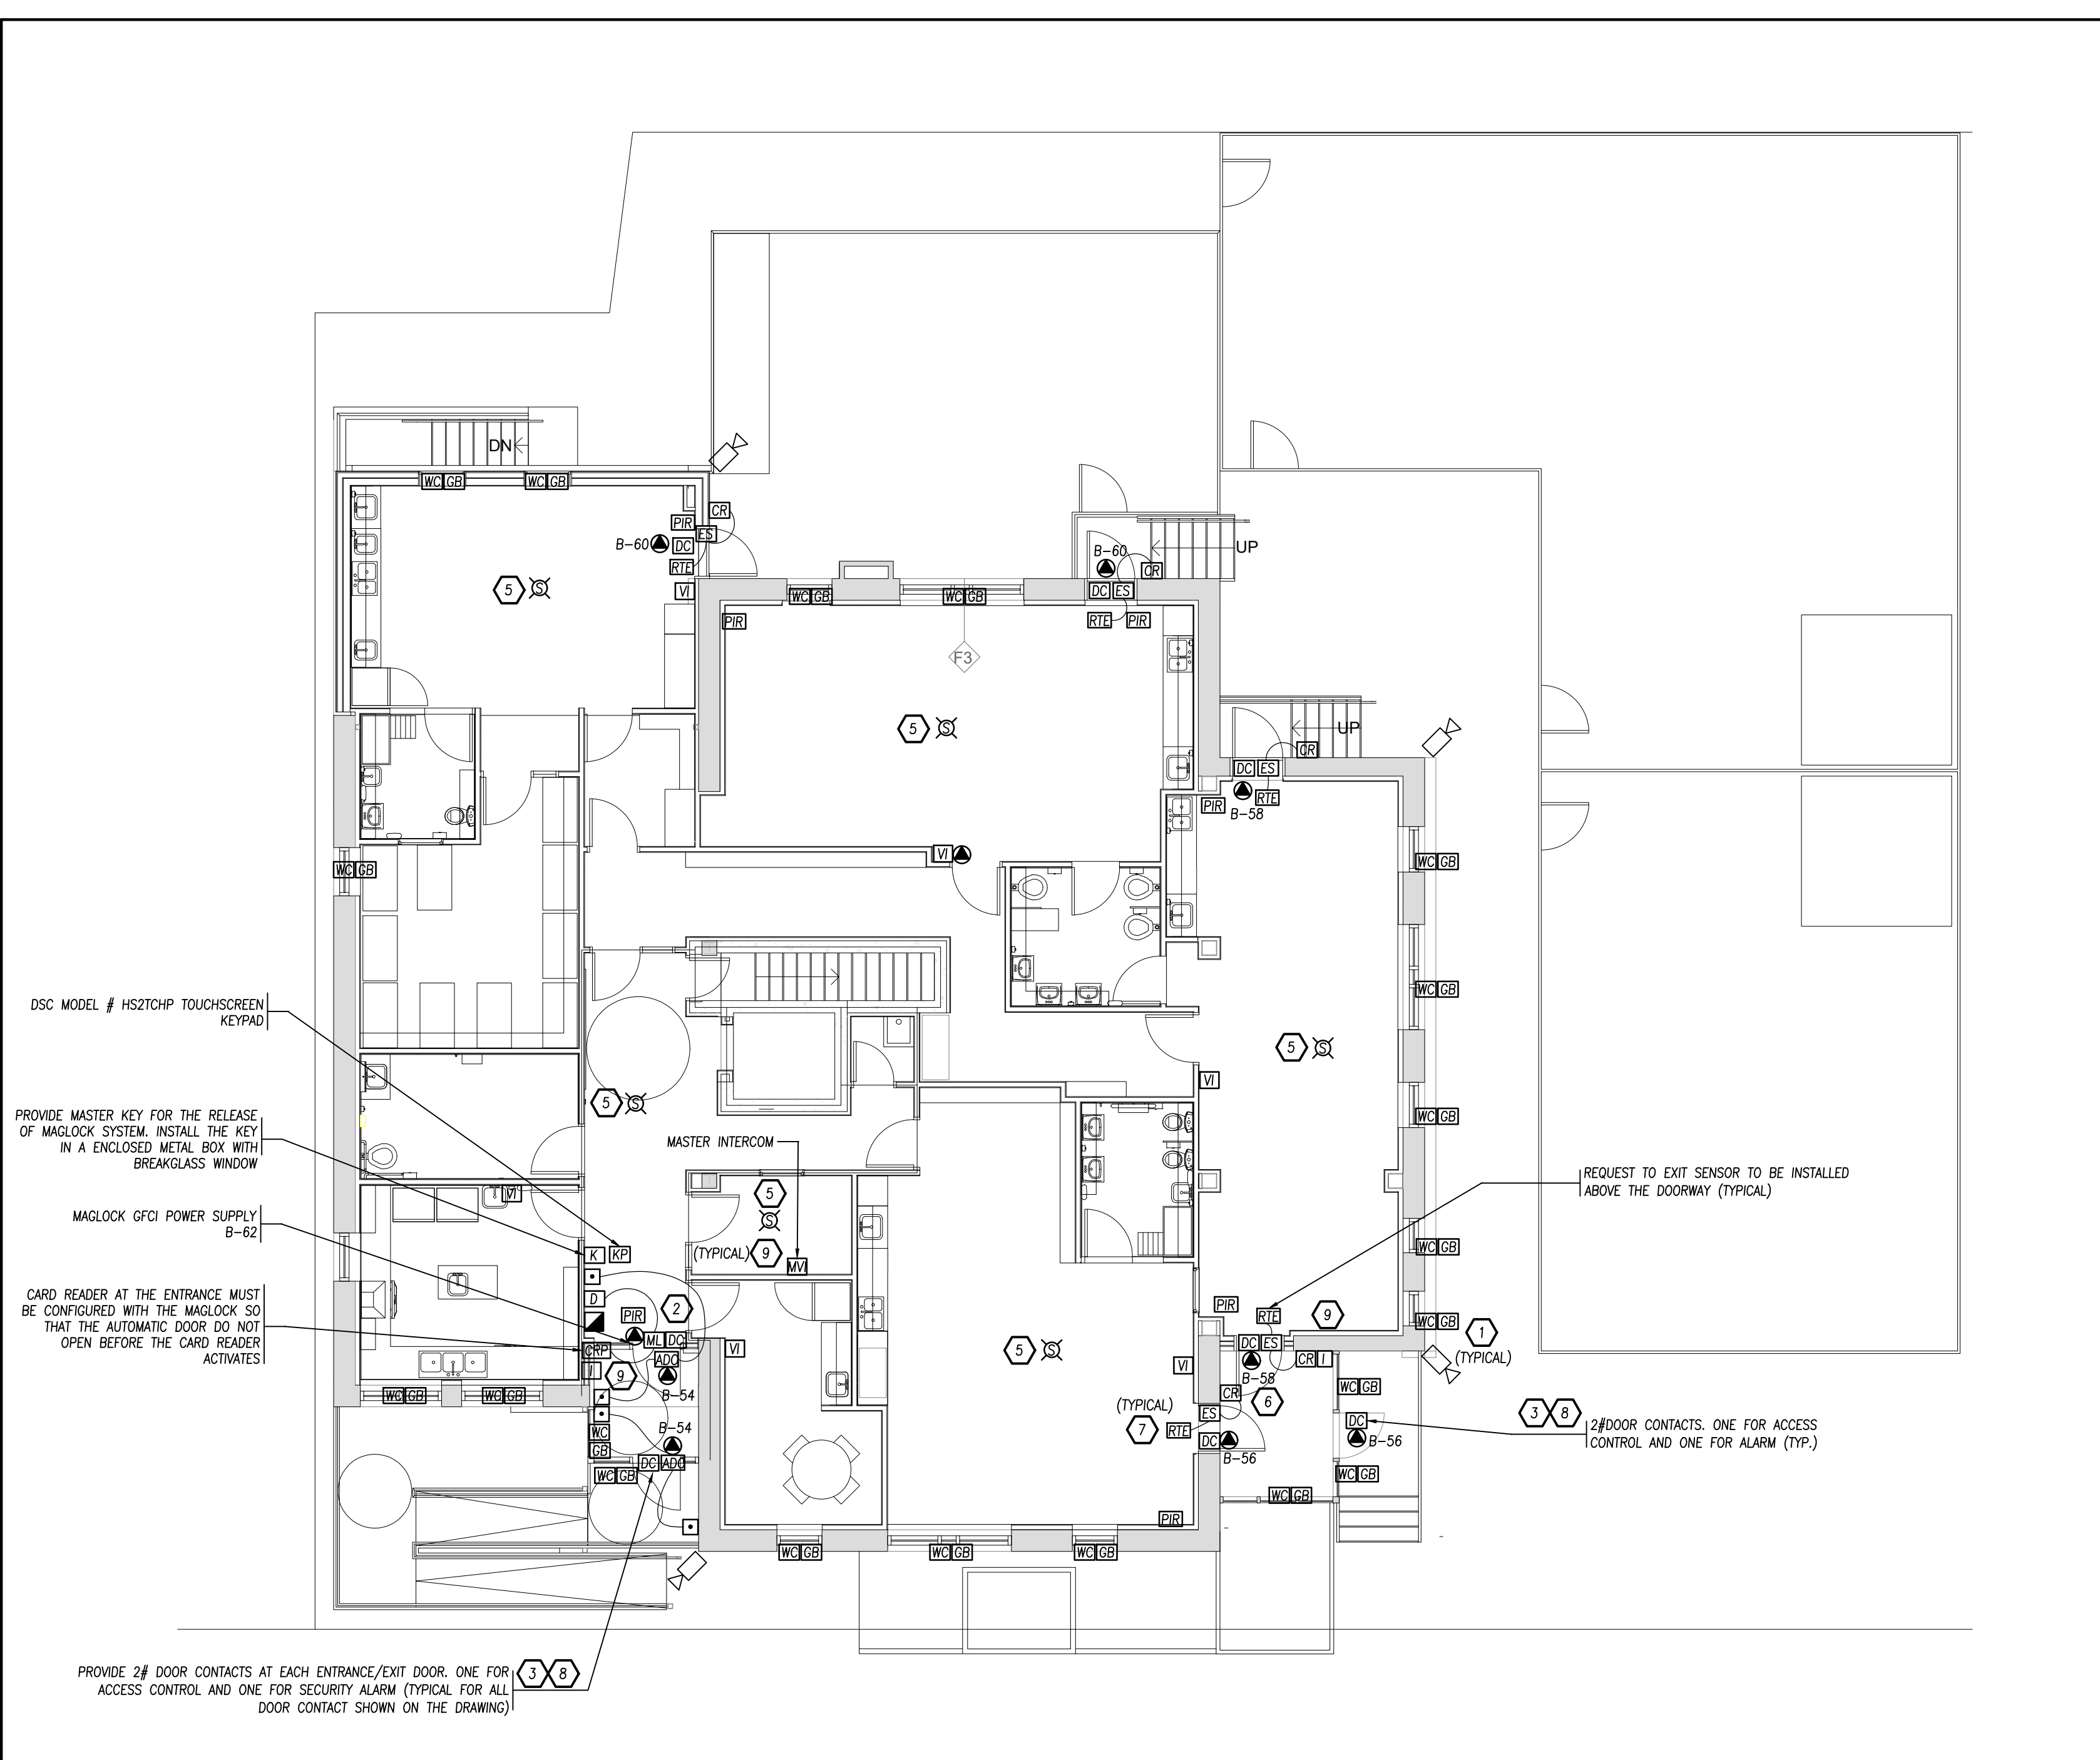 DN
WC GB
WC GB
CR
PIR
ES
B-60
DC
RTE
VI
5 S
UP
B-60
CR
WC GB
WC GB
DC ES
PIR
RTE PIR
F3
5 S
UP
CR
DC ES
PIR
RTE
B-58
VI
WC GB
WC GB
WC GB
DSC MODEL # HS2TCHP TOUCHSCREEN
KEYPAD
5 S
VI
5 S
WC GB
PROVIDE MASTER KEY FOR THE RELEASE
OF MAGLOCK SYSTEM. INSTALL THE KEY
IN A ENCLOSED METAL BOX WITH
BREAKGLASS WINDOW
MASTER INTERCOM
REQUEST TO EXIT SENSOR TO BE INSTALLED
ABOVE THE DOORWAY (TYPICAL)
VI
5
S
MAGLOCK GFCI POWER SUPPLY
B-62
K KP
(TYPICAL) 9
MVI
WC GB
CARD READER AT THE ENTRANCE MUST
BE CONFIGURED WITH THE MAGLOCK SO
THAT THE AUTOMATIC DOOR DO NOT
OPEN BEFORE THE CARD READER
ACTIVATES
D
PIR
2
ML DC
CRP
ADO
I
9
B-54
VI
5 S
PIR
RTE
9
WC GB
1
(TYPICAL)
DC ES
CR I
VI
B-58
CR
6
WC GB
WC GB
WC GB
(TYPICAL)
7
RTE
ES
DC
B-56
DC
B-56
3 8
2#DOOR CONTACTS. ONE FOR ACCESS
CONTROL AND ONE FOR ALARM (TYP.)
WC
GB
B-54
DC ADO
WC GB
WC GB
WC GB
PIR
WC GB
WC GB
WC GB
PROVIDE 2# DOOR CONTACTS AT EACH ENTRANCE/EXIT DOOR. ONE FOR
ACCESS CONTROL AND ONE FOR SECURITY ALARM (TYPICAL FOR ALL
DOOR CONTACT SHOWN ON THE DRAWING)
3 8